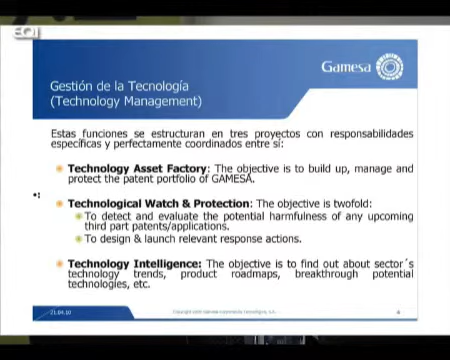 EOI
Gamesa
Gestión de la Tecnología
(Technology Management)
Estas funciones se estructuran en tres proyectos con responsabilidades
específicas y perfectamente coordinados entre sí:
Technology Asset Factory: The objective is to build up, manage and
protect the patent portfolio of GAMESA.
Technological Watch & Protection: The objective is twofold:
To detect and evaluate the potential harmfulness of any upcoming
third part patents/applications.
To design & launch relevant response actions.
Technology Intelligence: The objective is to find out about sector´s
technology trends, product roadmaps, breakthrough potential
technologies, etc.
21.04.10